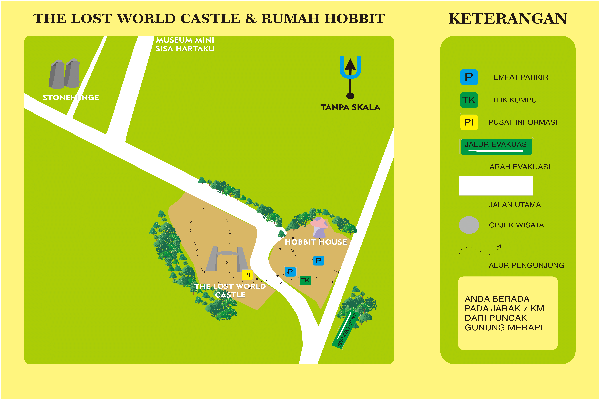 THE LOST WORLD CASTLE & RUMAH HOBBIT
MUSEUM MINI
SISA HARTAKU
STONEHENGE
U
TANPA SKALA
HOBBIT HOUSE
P
P
TK
PI
THE LOST WORLD
CASTLE
KETERANGAN
P
TEMPAT PARKIR
TK
TITIK KUMPUL
PI
PUSAT INFORMASI
JALUR EVAKUASI
ARAH EVAKUASI
JALAN UTAMA
OBJEK WISATA
ALUR PENGUNJUNG
ANDA BERADA
PADA JARAK 7 KM
DARI PUNCAK
GUNUNG MERAPI